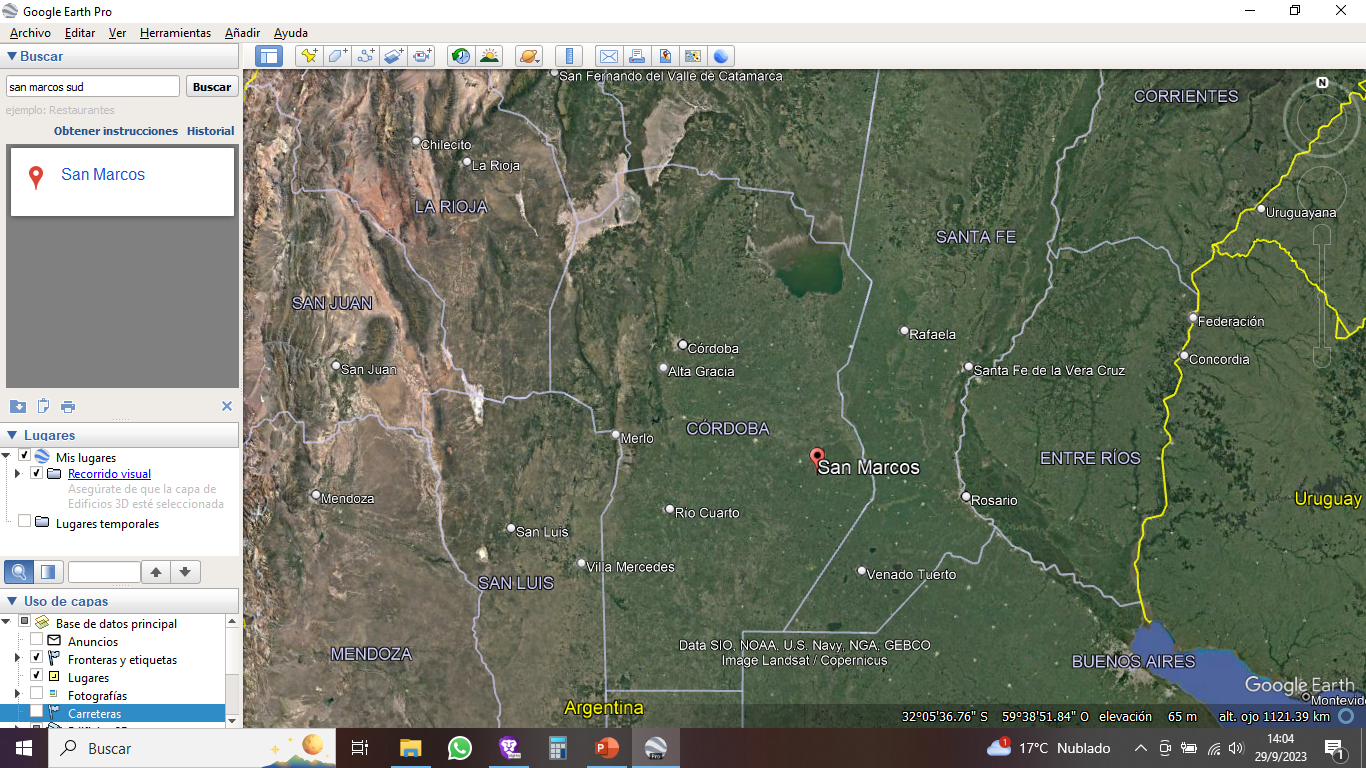 Google Earth Pro
Archivo Editar Ver Herramientas Añadir Ayuda
Buscar
san marcos sud
Buscar
ejemplo: Restaurantes
Obtener instrucciones Historial
San Marcos
Lugares
Mis lugares
Recorrido visual
Asegúrate de que la capa de
Edificios 3D esté seleccionada
Lugares temporales
Uso de capas
Base de datos principal
Anuncios
Fronteras y etiquetas
Lugares
Fotografías
Carreteras
San Fernando del Valle de Catamarca
CORRIENTES
N
Chilecito
La Rioja
LA RIOJA
Uruguayana
SANTA FE
SAN JUAN
Federación
Rafaela
Córdoba
Concordia
San Juan
Alta Gracia
Santa Fe de la Vera Cruz
CÓRDOBA
Merlo
ENTRE RÍOS
San Marcos
Mendoza
Rosario
Uruguay
Río Cuarto
San Luis
Villa Mercedes
Venado Tuerto
SAN LUIS
Data SIO, NOAA, U.S. Navy, NGA, GEBCO
Image Landsat / Copernicus
MENDOZA
BUENOS AIRES
Google Earth
Montevide
Argentina
32°05'36.76" S 59°38'51.84" O elevación 65 m alt. ojo 1121.39 km
Buscar
Pro
1
17°C Nublado
14:04
29/9/2023
1